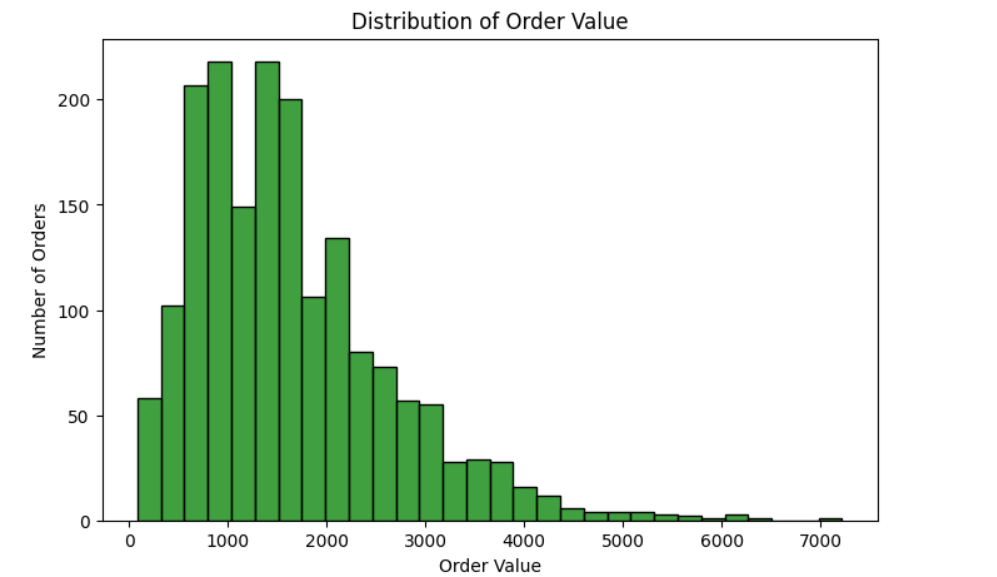 Distribution of Order Value
Number of Orders
200
150
100
50
0
0 1000 2000 3000 4000 5000 6000 7000
Order Value